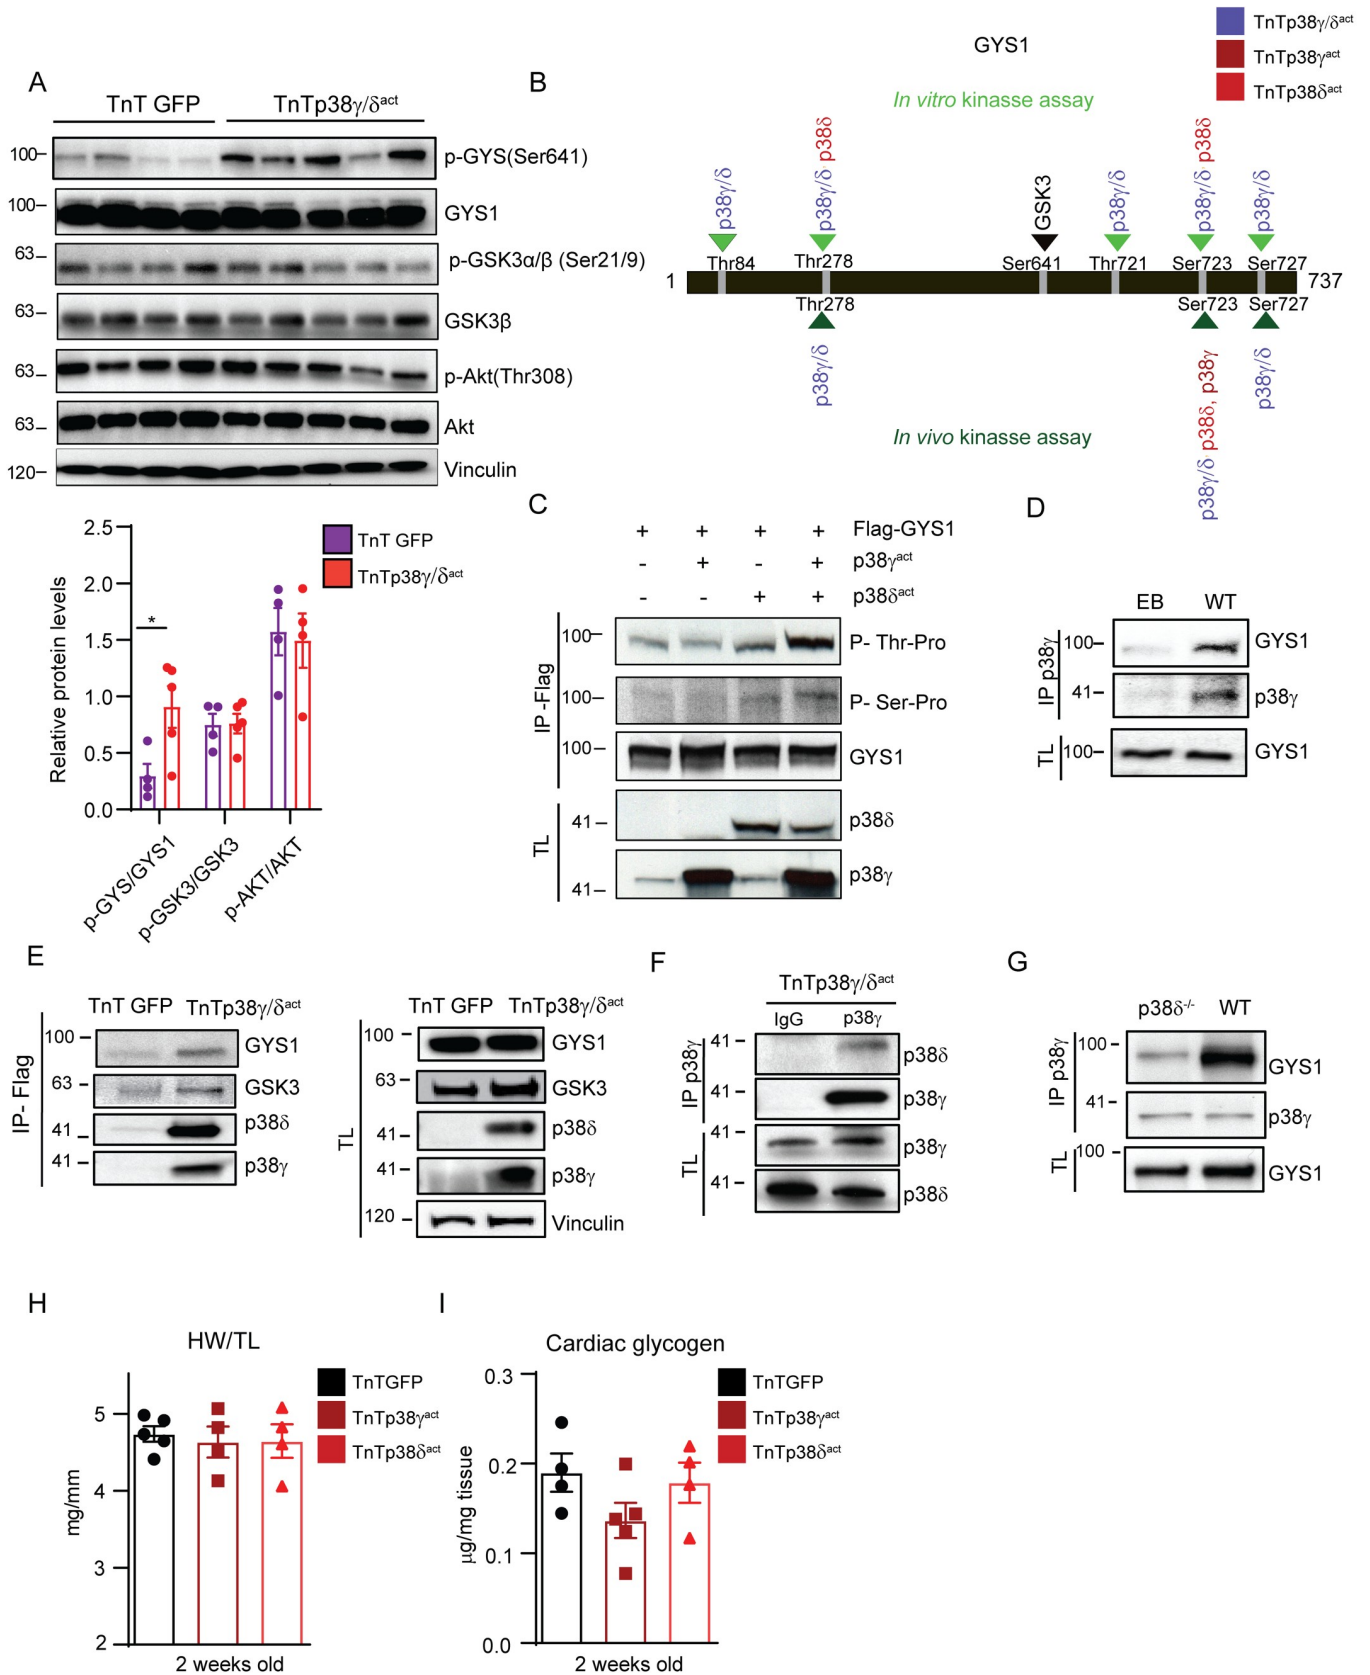 A
TnT GFP
TnTp38γ/δact
100
p-GYS(Ser641)
100
GYS1
63
p-GSK3α/β (Ser21/9)
63
GSK3β
63
p-Akt(Thr308)
63
Akt
120
Vinculin
2.5
2.0
1.5
1.0
0.5
0.0
Relative protein levels
*
TnT GFP
TnTp38γ/δact
p-GYS/GYS1
p-GSK3/GSK3
p-AKT/AKT
B
GYS1
TnTp38γ/δact
TnTp38γact
TnTp38δact
In vitro kinasse assay
p38γ/δ
p38γ/δ p38δ
GSK3
p38γ/δ
p38γ/δ p38δ
p38γ/δ
Thr84
Thr278
Ser641
Thr721
Ser723
Ser727
1
737
Thr278
Ser723
Ser727
p38γ/δ
p38γ/δ p38δ, p38γ
p38γ/δ
In vivo kinasse assay
C
+ + + + Flag-GYS1
- + - + p38γact
- - + + p38δact
IP -Flag
100
P- Thr-Pro
100
P- Ser-Pro
100
GYS1
TL
41
p38δ
41
p38γ
D
EB
WT
IP p38γ
100
GYS1
41
p38γ
TL
100
GYS1
E
TnT GFP
TnTp38γ/δact
IP- Flag
100
GYS1
63
GSK3
41
p38δ
41
p38γ
TnT GFP
TnTp38γ/δact
TL
100
GYS1
63
GSK3
41
p38δ
41
p38γ
120
Vinculin
F
TnTp38γ/δact
IgG
p38γ
IP p38γ
41
p38δ
41
p38γ
TL
41
p38γ
41
p38δ
G
p38δ-/-
WT
IP p38γ
100
GYS1
41
p38γ
TL
100
GYS1
H
HW/TL
mg/mm
5
4
3
2
2 weeks old
TnTGFP
TnTp38γact
TnTp38δact
I
Cardiac glycogen
µg/mg tissue
0.3
0.2
0.1
0.0
2 weeks old
TnTGFP
TnTp38γact
TnTp38δact